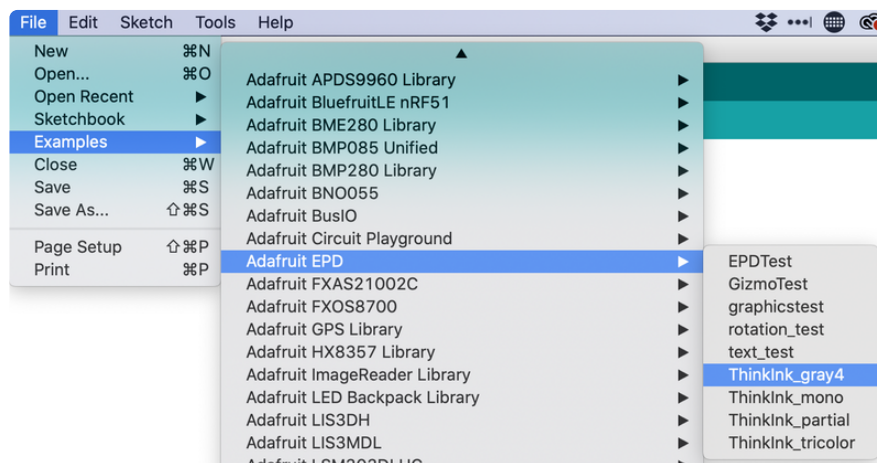 File Edit Sketch Tools Help
New ⌘N
Open... ⌘O
Open Recent ▶
Sketchbook ▶
Examples ▶
Close ⌘W
Save ⌘S
Save As... ⇧⌘S
Page Setup ⇧⌘P
Print ⌘P
Adafruit APDS9960 Library
Adafruit BluefruitLE nRF51
Adafruit BME280 Library
Adafruit BMP085 Unified
Adafruit BMP280 Library
Adafruit BNO055
Adafruit BusIO
Adafruit Circuit Playground
Adafruit EPD
Adafruit FXAS21002C
Adafruit FXOS8700
Adafruit GPS Library
Adafruit HX8357 Library
Adafruit ImageReader Library
Adafruit LED Backpack Library
Adafruit LIS3DH
Adafruit LIS3MDL
EPDTest
GizmoTest
graphicstest
rotation_test
text_test
ThinkInk_gray4
ThinkInk_mono
ThinkInk_partial
ThinkInk_tricolor